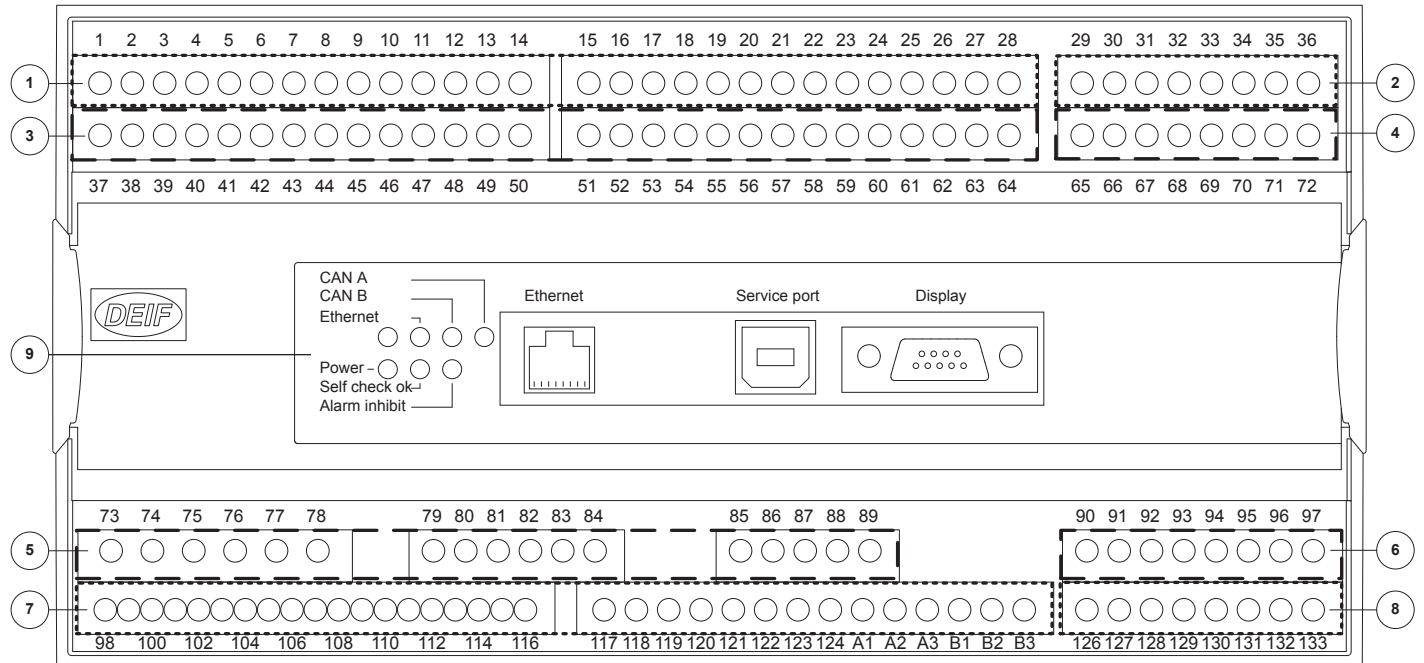 1 2 3 4 5 6 7 8 9 10 11 12 13 14 15 16 17 18 19 20 21 22 23 24 25 26 27 28 29 30 31 32 33 34 35 36
1 2
3 4
37 38 39 40 41 42 43 44 45 46 47 48 49 50 51 52 53 54 55 56 57 58 59 60 61 62 63 64 65 66 67 68 69 70 71 72
CAN A
CAN B
Ethernet
Ethernet Service port Display
DEIF
9
Power
Self check ok
Alarm inhibit
73 74 75 76 77 78 79 80 81 82 83 84 85 86 87 88 89 90 91 92 93 94 95 96 97
5 6
7 8
98 100 102 104 106 108 110 112 114 116 117 118 119 120 121 122 123 124 A1 A2 A3 B1 B2 B3 126 127 128 129 130 131 132 133